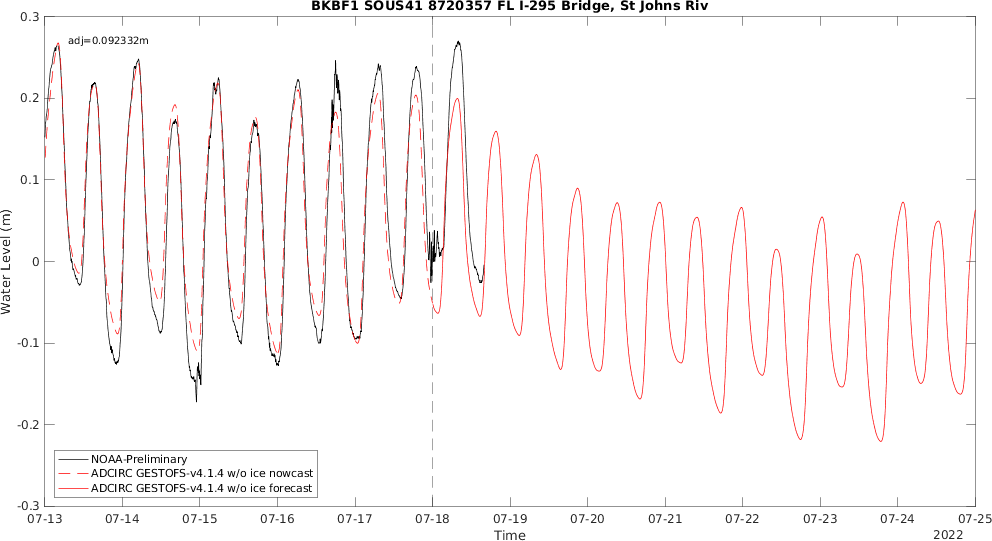 BKBF1 SOUS41 8720357 FL I-295 Bridge, St Johns Riv
adj=0.092332m
0.3
0.2
0.1
0
-0.1
-0.2
-0.3
Water Level (m)
NOAA-Preliminary
ADCIRC GESTOFS-v4.1.4 w/o ice nowcast
ADCIRC GESTOFS-v4.1.4 w/o ice forecast
07-13 07-14 07-15 07-16 07-17 07-18 07-19 07-20 07-21 07-22 07-23 07-24 07-25
Time
2022